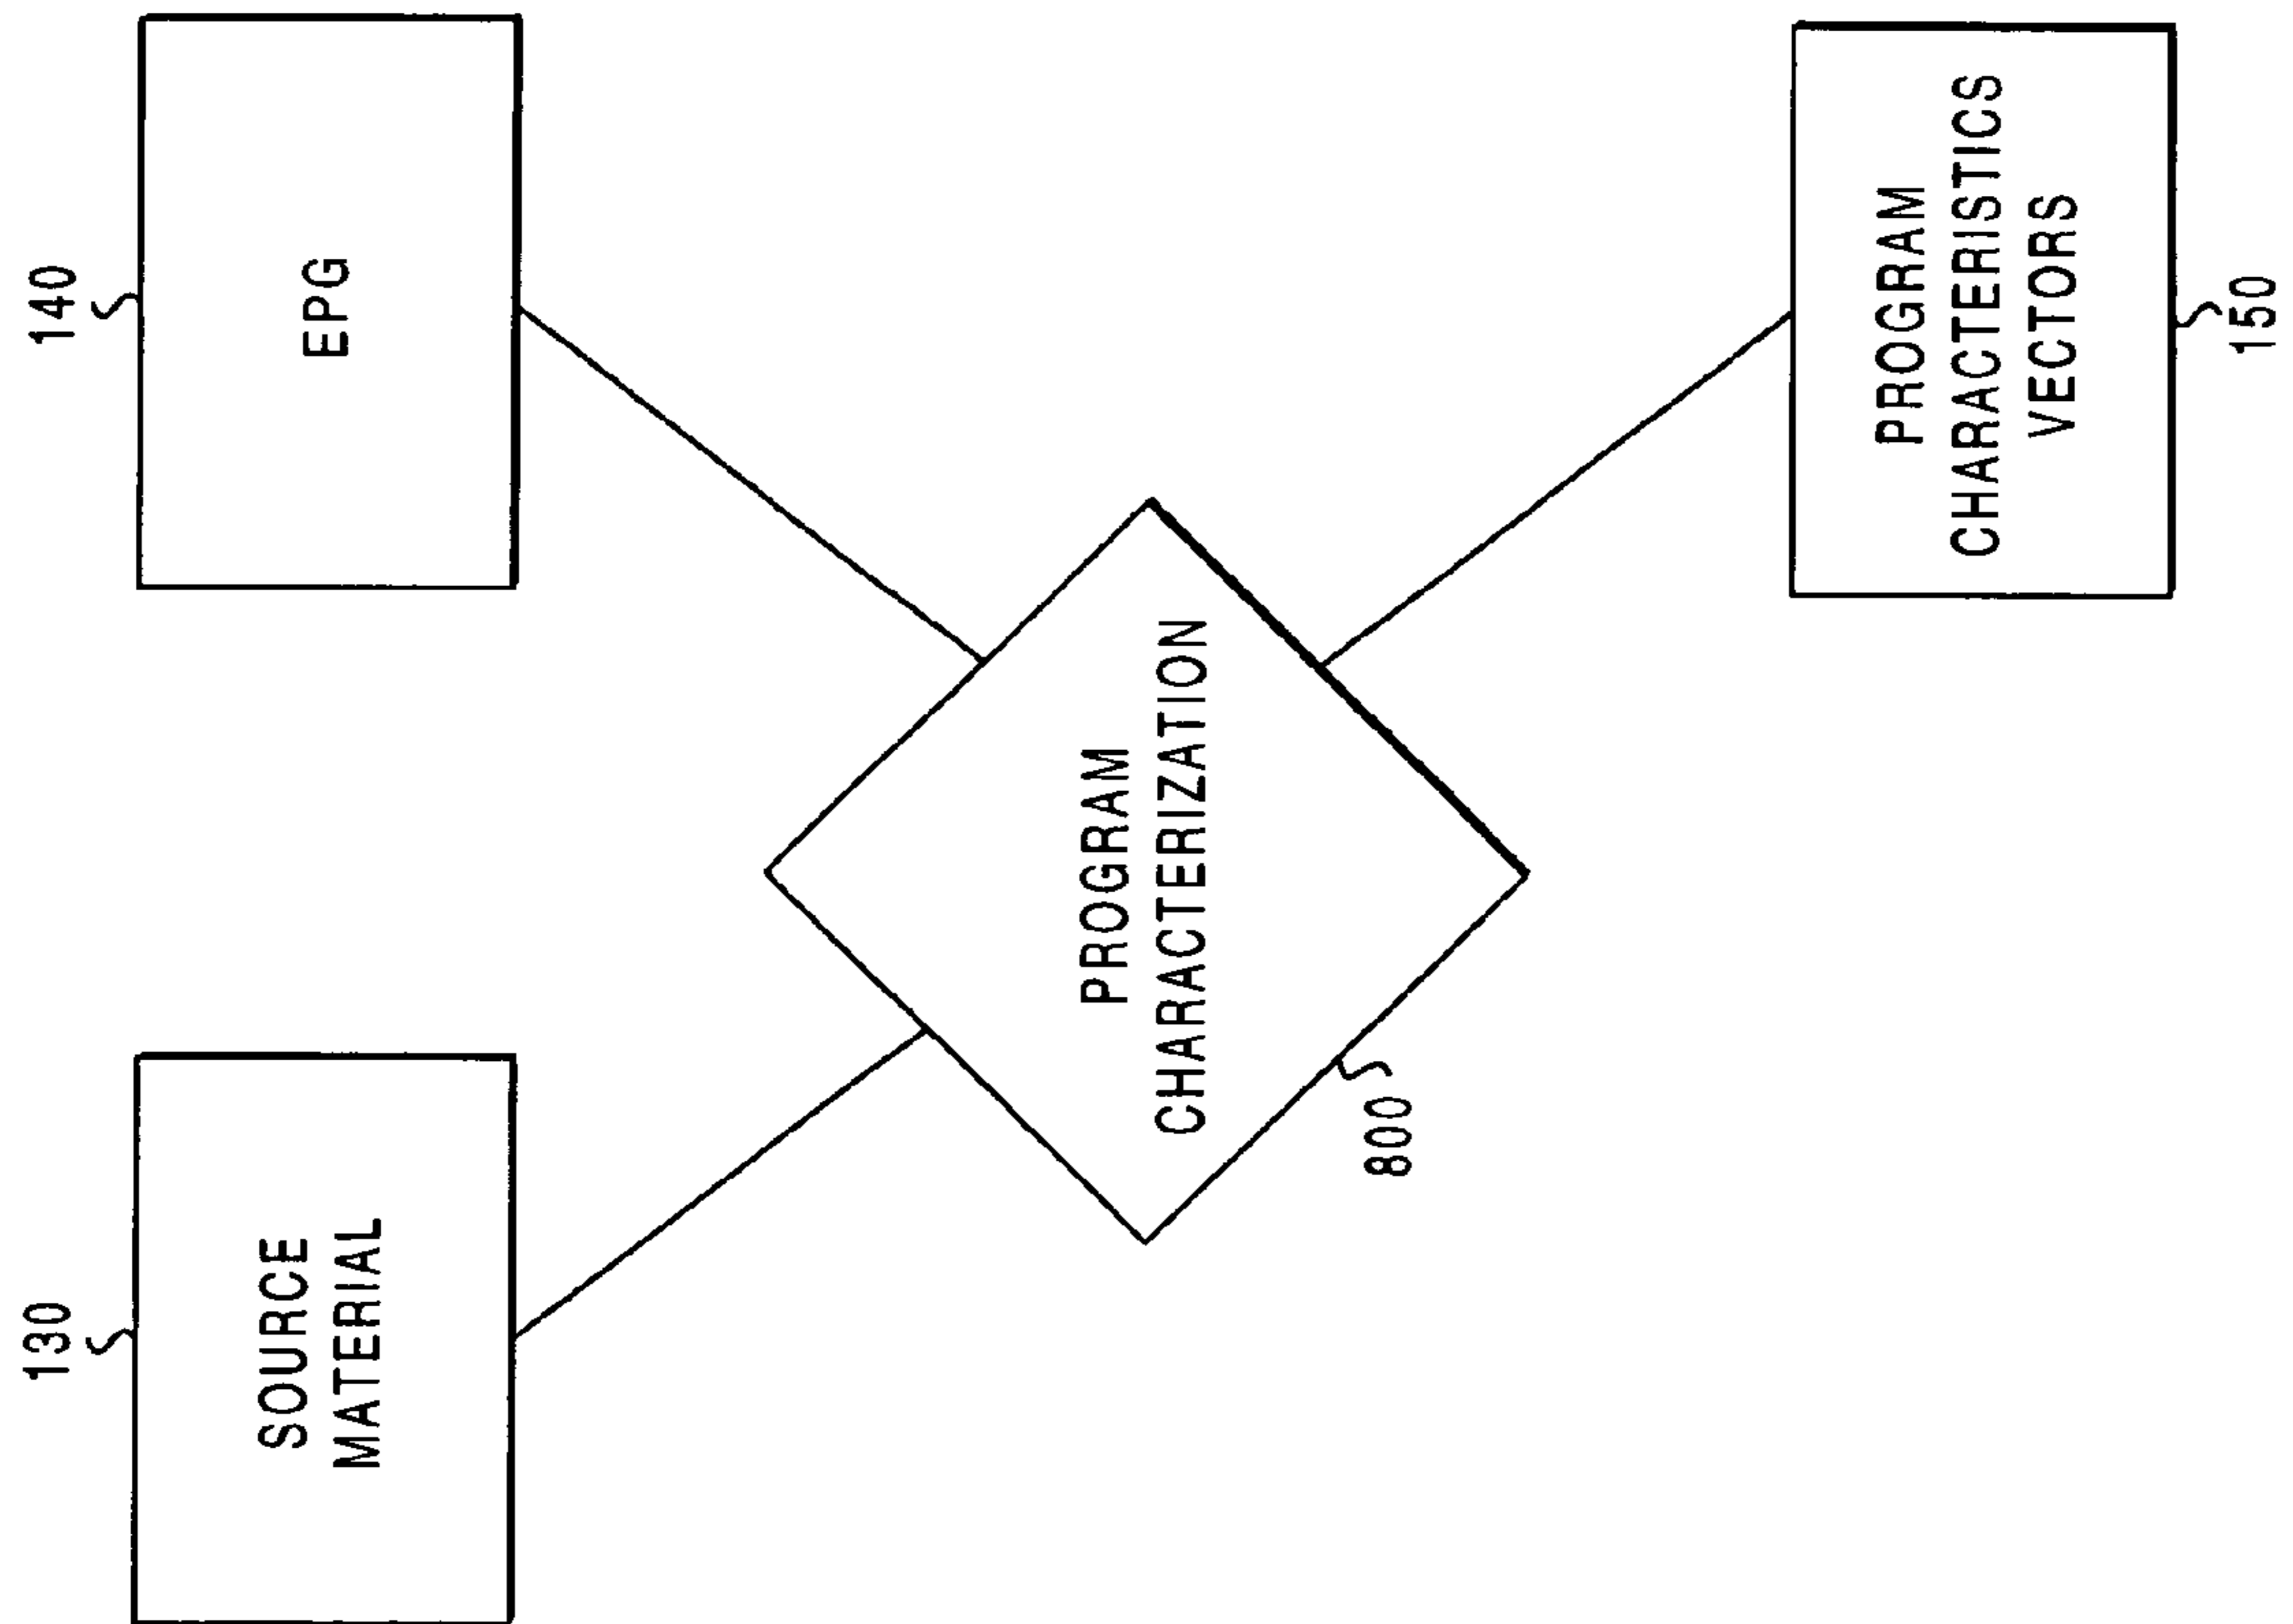 130
SOURCE
MATERIAL
140
EPG
PROGRAM
CHARACTERIZATION
800
PROGRAM
CHARACTERISTICS
VECTORS
150